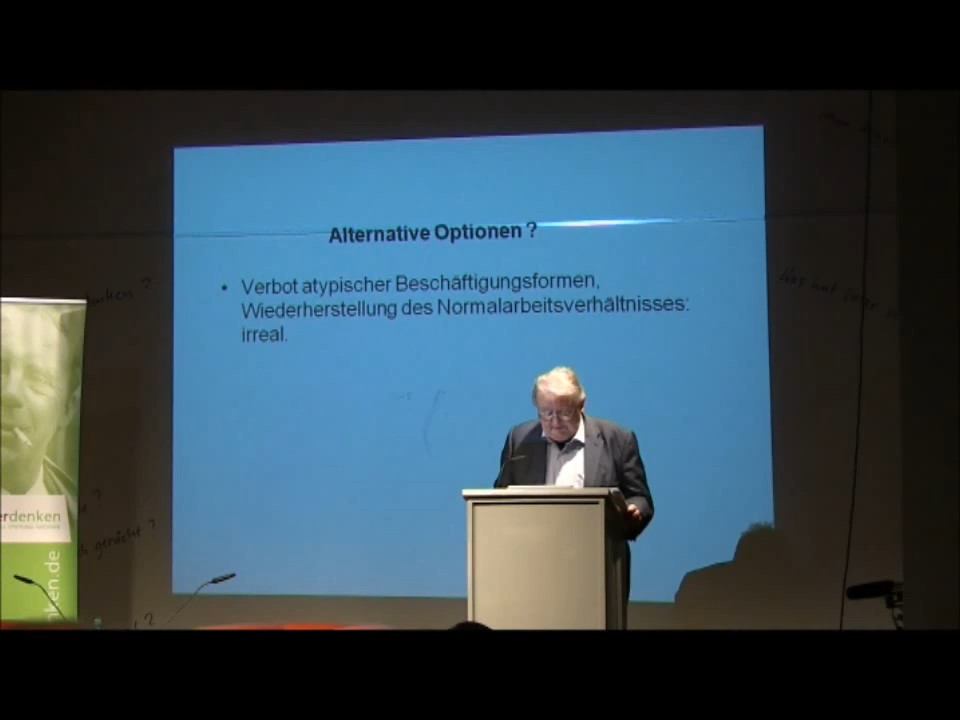 Alternative Optionen ?
• Verbot atypischer Beschäftigungsformen,
Wiederherstellung des Normalarbeitsverhältnisses:
irreal.
erdenken
nken.de